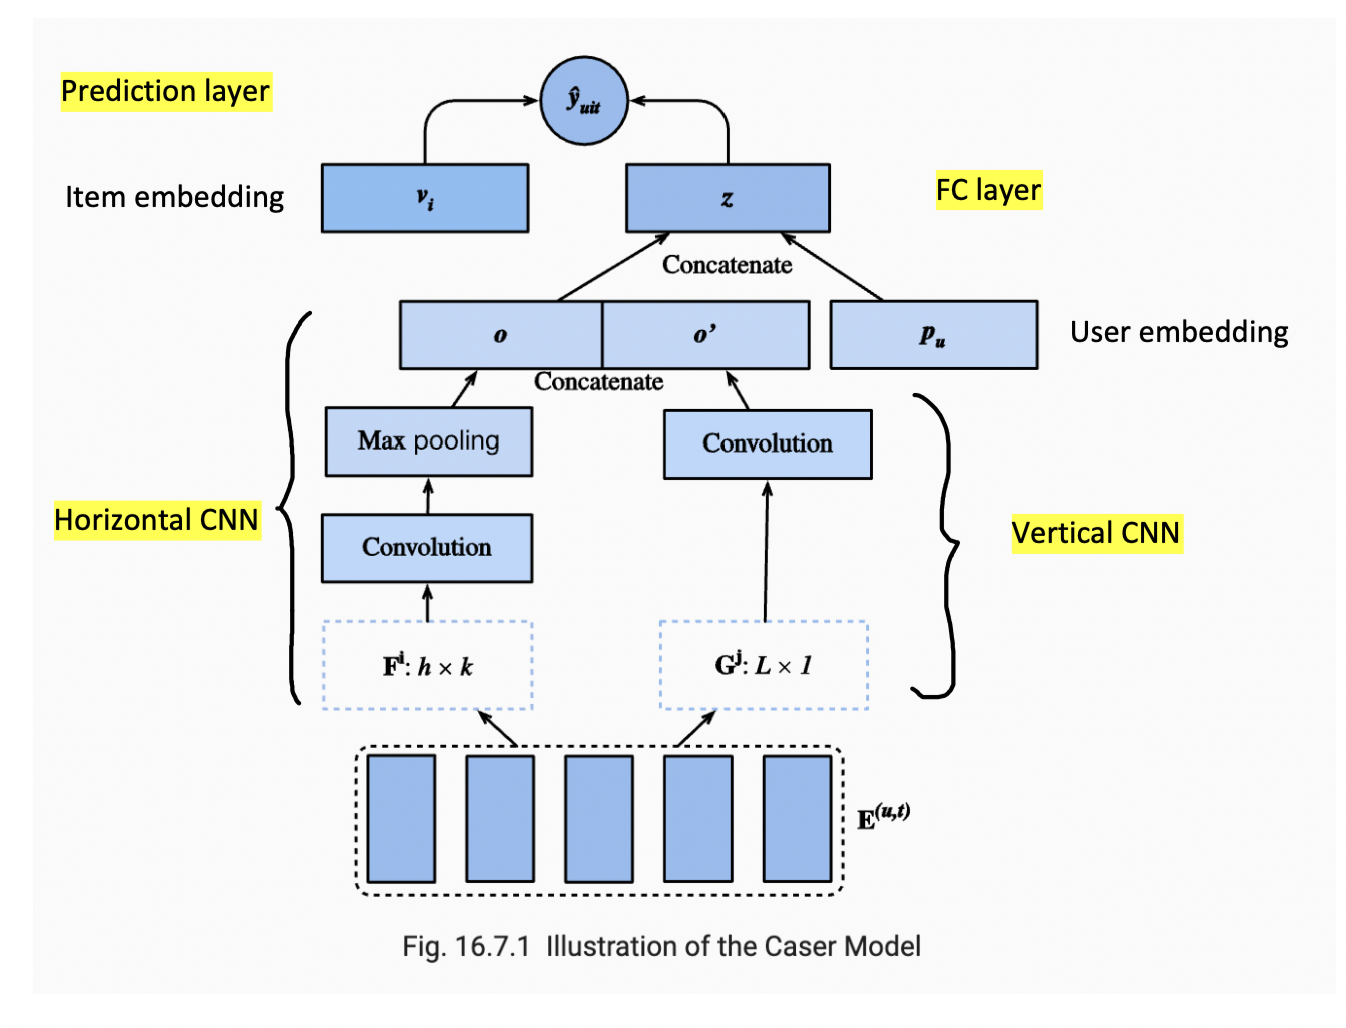 Prediction layer
ŷuit
Item embedding
vi
z
FC layer
Concatenate
o
o’
pu
User embedding
Concatenate
Max pooling
Convolution
Horizontal CNN
Vertical CNN
Convolution
Fi: h × k
Gj: L × 1
E(u,t)
Fig. 16.7.1 Illustration of the Caser Model